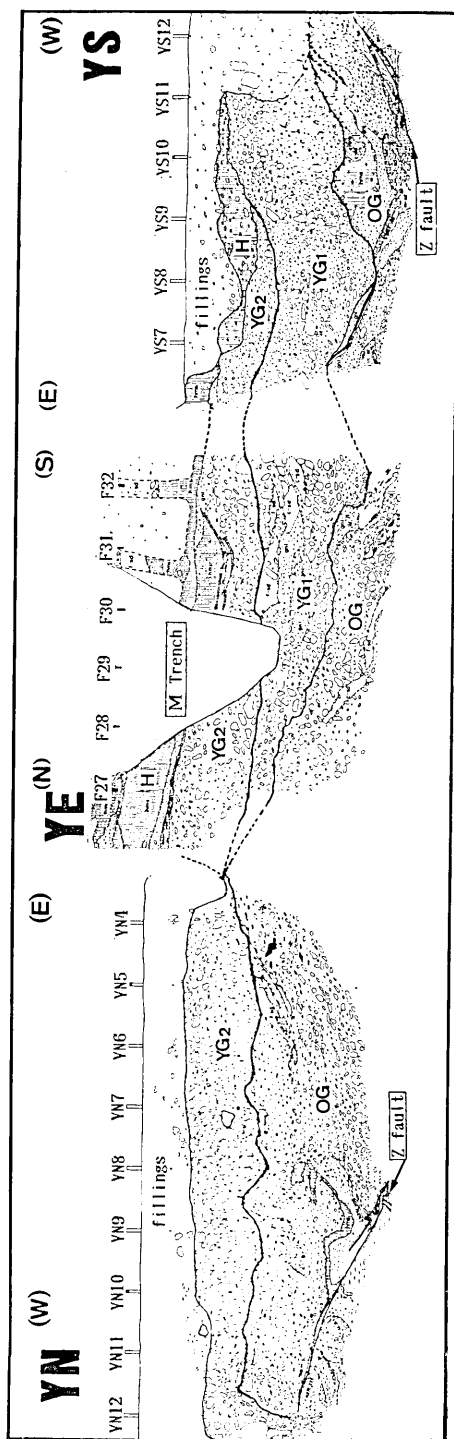 YN (W)
(E)
YE (N)
(S)
(E)
(W) YS
YN12 YN11 YN10 YN9 YN8 YN7 YN6 YN5 YN4
F27 F28 F29 F30 F31 F32
YS7 YS8 YS9 YS10 YS11 YS12
fillings
YG2
OG
Z fault
M Trench
H
YG2
YG1
OG
fillings
H
YG2
YG1
OG
Z fault